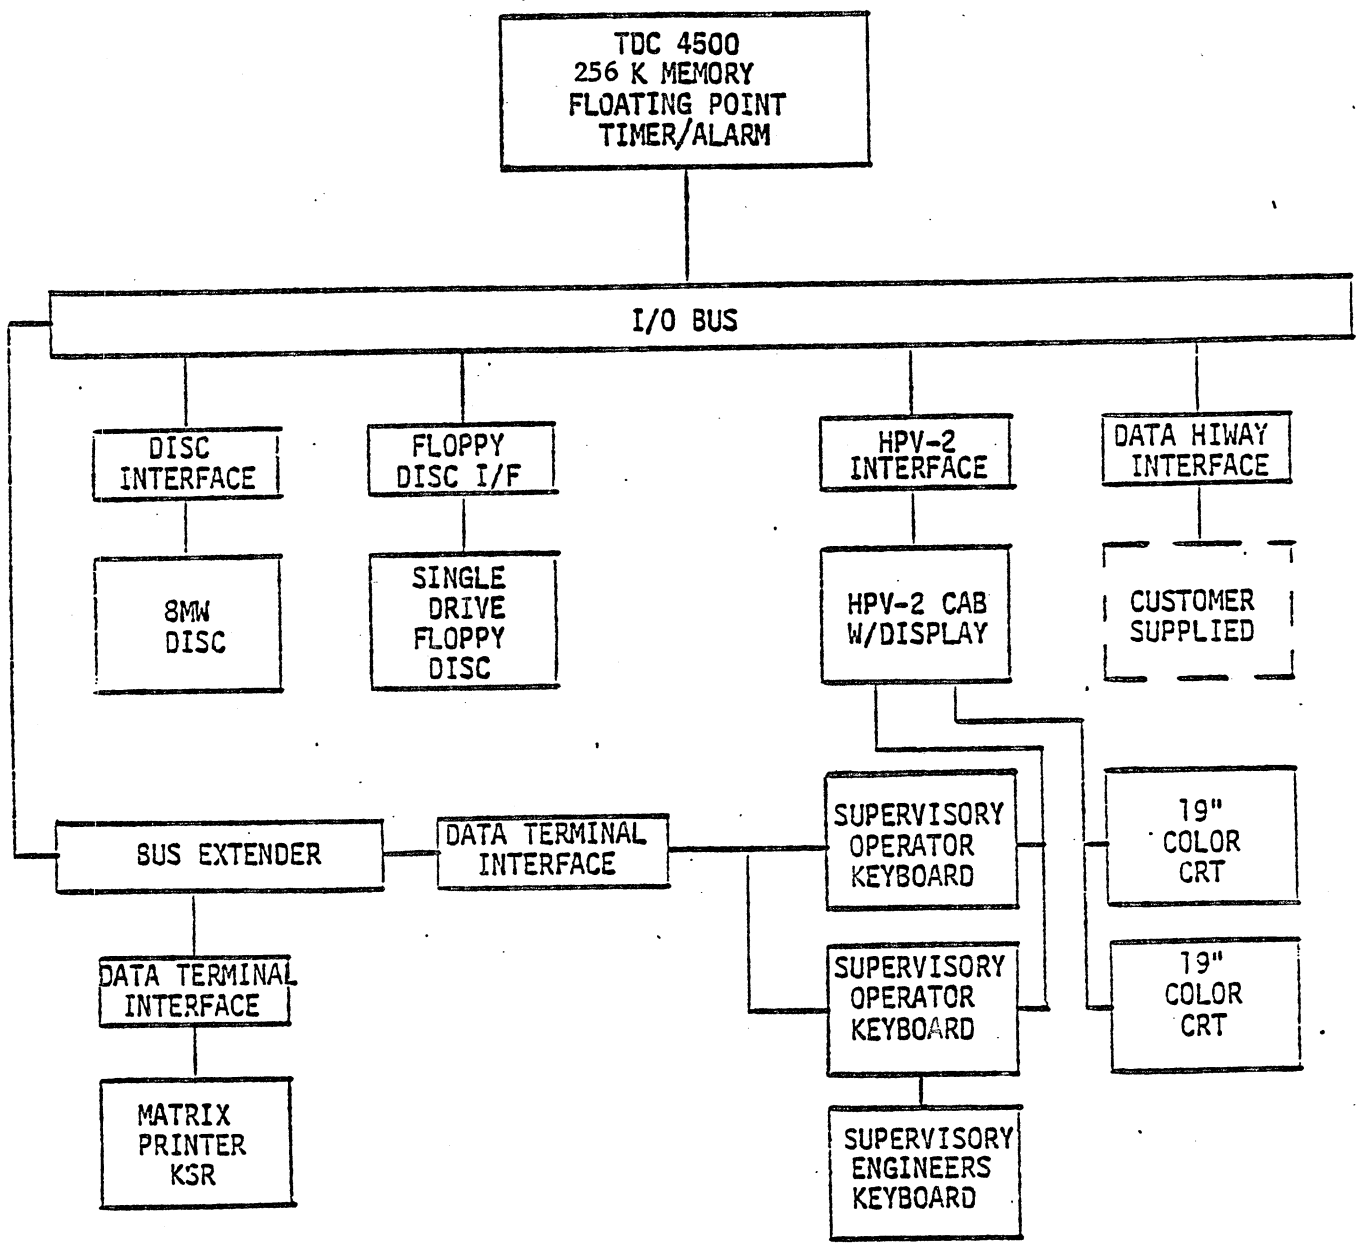 TDC 4500
256 K MEMORY
FLOATING POINT
TIMER/ALARM
I/O BUS
DISC
INTERFACE
FLOPPY
DISC I/F
HPV-2
INTERFACE
DATA HIWAY
INTERFACE
8MW
DISC
SINGLE
DRIVE
FLOPPY
DISC
HPV-2 CAB
W/DISPLAY
CUSTOMER
SUPPLIED
BUS EXTENDER
DATA TERMINAL
INTERFACE
SUPERVISORY
OPERATOR
KEYBOARD
19"
COLOR
CRT
DATA TERMINAL
INTERFACE
SUPERVISORY
OPERATOR
KEYBOARD
19"
COLOR
CRT
MATRIX
PRINTER
KSR
SUPERVISORY
ENGINEERS
KEYBOARD